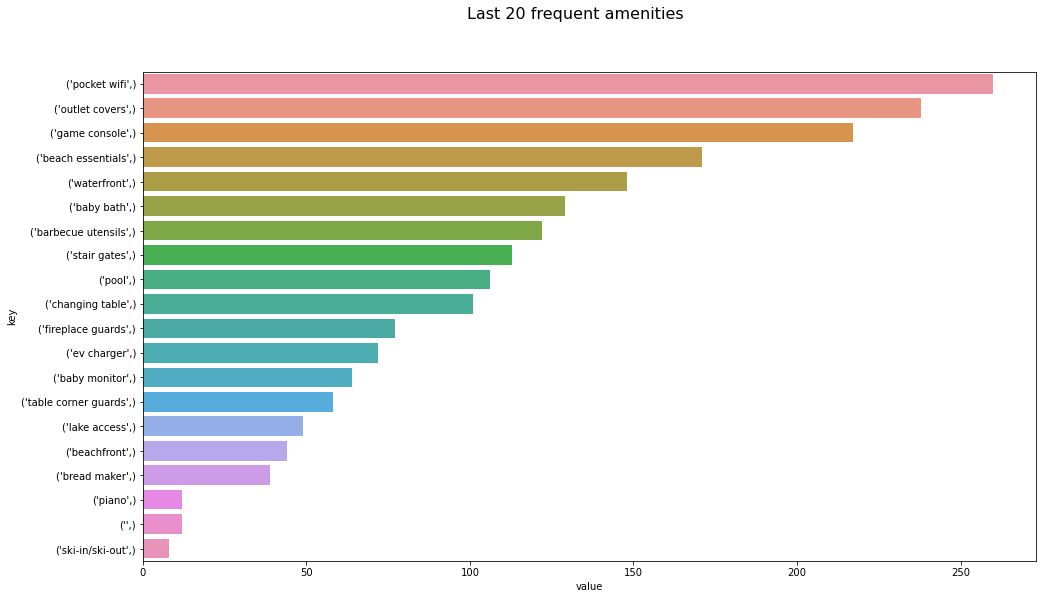 Last 20 frequent amenities
('pocket wifi',)
('outlet covers',)
('game console',)
('beach essentials',)
('waterfront',)
('baby bath',)
('barbecue utensils',)
('stair gates',)
('pool',)
('changing table',)
('fireplace guards',)
('ev charger',)
('baby monitor',)
('table corner guards',)
('lake access',)
('beachfront',)
('bread maker',)
('piano',)
('',)
('ski-in/ski-out',)
key
0 50 100 150 200 250
value